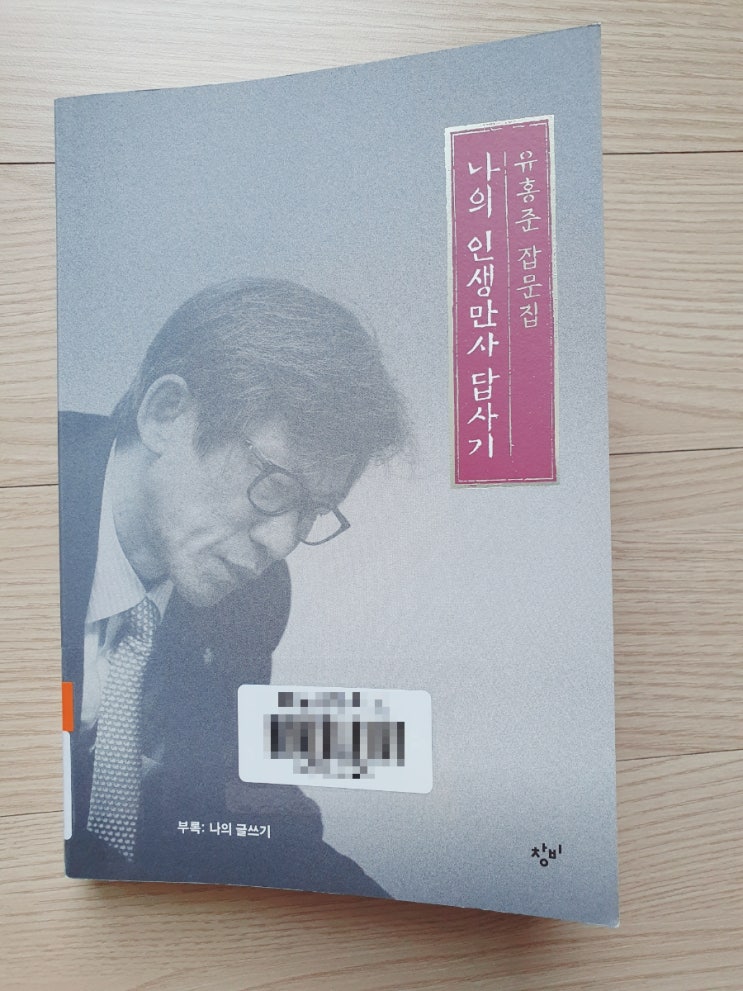 유홍준 잡문집
나의 인생만사 답사기
부록: 나의 글쓰기
창비